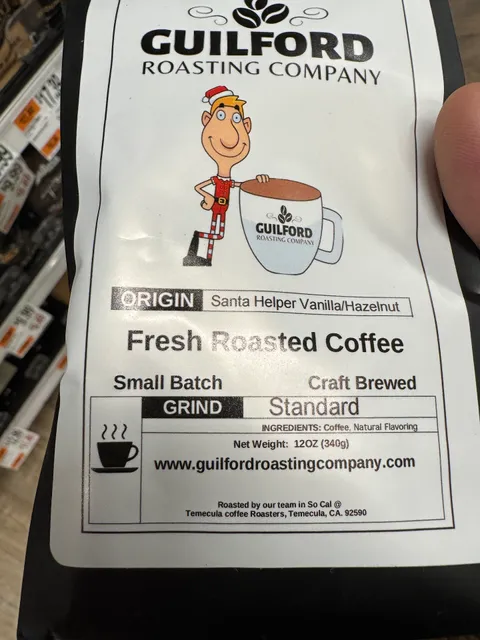 GUILFORD
ROASTING COMPANY
GUILFORD
ROASTING COMPANY
ORIGIN Santa Helper Vanilla/Hazelnut
Fresh Roasted Coffee
Small Batch Craft Brewed
GRIND Standard
INGREDIENTS: Coffee, Natural Flavoring
Net Weight: 12OZ (340g)
www.guilfordroastingcompany.com
Roasted by our team in So Cal @
Temecula coffee Roasters, Temecula, CA. 92590